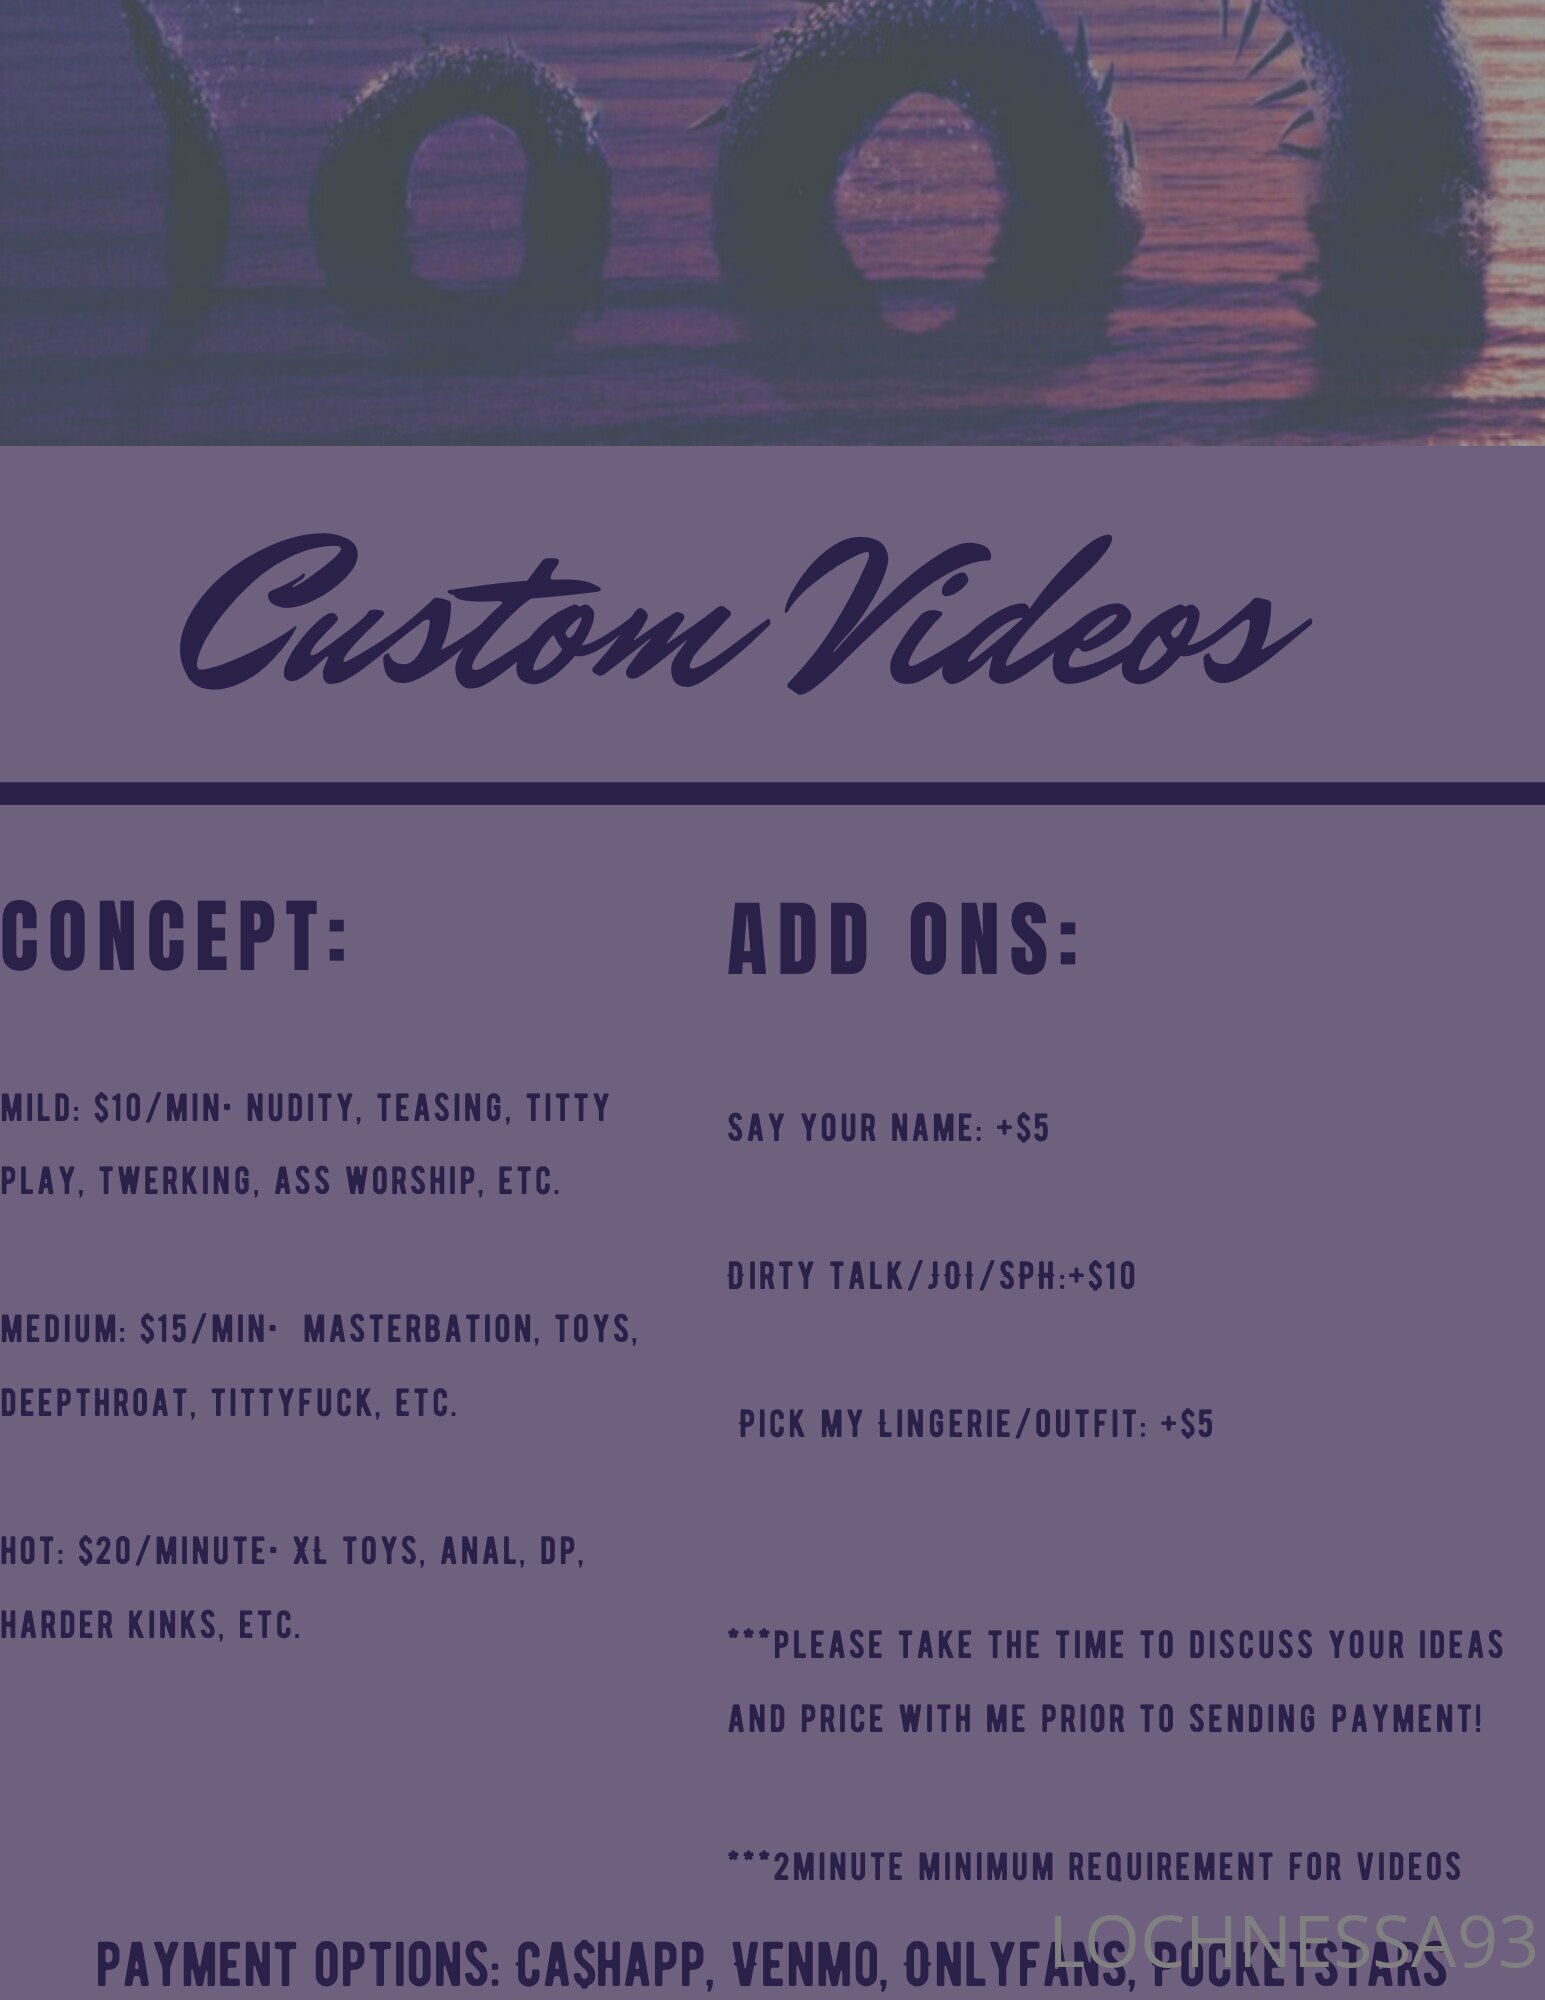 Custom Videos
CONCEPT:
MILD: $10/MIN• NUDITY, TEASING, TITTY
PLAY, TWERKING, ASS WORSHIP, ETC.
MEDIUM: $15/MIN• MASTERBATION, TOYS,
DEEPTHROAT, TITTYFUCK, ETC.
HOT: $20/MINUTE• XL TOYS, ANAL, DP,
HARDER KINKS, ETC.
ADD ONS:
SAY YOUR NAME: +$5
DIRTY TALK/JOI/SPH:+$10
PICK MY LINGERIE/OUTFIT: +$5
***PLEASE TAKE THE TIME TO DISCUSS YOUR IDEAS
AND PRICE WITH ME PRIOR TO SENDING PAYMENT!
***2MINUTE MINIMUM REQUIREMENT FOR VIDEOS
PAYMENT OPTIONS: CA$HAPP, VENMO, ONLYFANS, POCKETSTARS
LOCHNESSA93